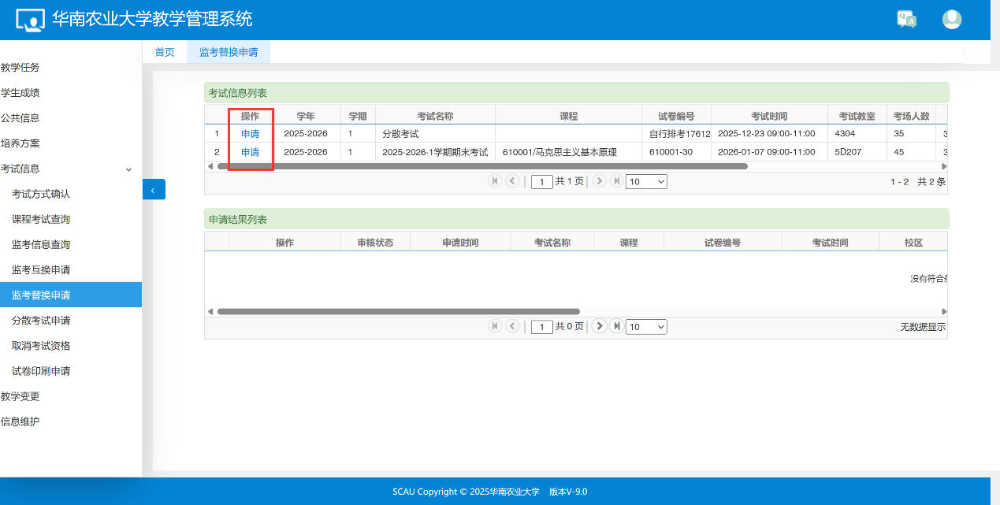 华南农业大学教学管理系统
首页 监考替换申请
教学任务
学生成绩
公共信息
培养方案
考试信息
考试方式确认
课程考试查询
监考信息查询
监考互换申请
监考替换申请
分散考试申请
取消考试资格
试卷印刷申请
教学变更
信息维护
考试信息列表
操作 学年 学期 考试名称 课程 试卷编号 考试时间 考试教室 考场人数
1 申请 2025-2026 1 分散考试 自行排考17612 2025-12-23 09:00-11:00 4304 35 3
2 申请 2025-2026 1 2025-2026-1学期期末考试 610001/马克思主义基本原理 610001-30 2026-01-07 09:00-11:00 5D207 45 3
1 共 1 页 10 1 - 2 共 2 条
申请结果列表
操作 审核状态 申请时间 考试名称 课程 试卷编号 考试时间 校区
没有符合条
1 共 0 页 10 无数据显示
SCAU Copyright © 2025华南农业大学 版本V-9.0